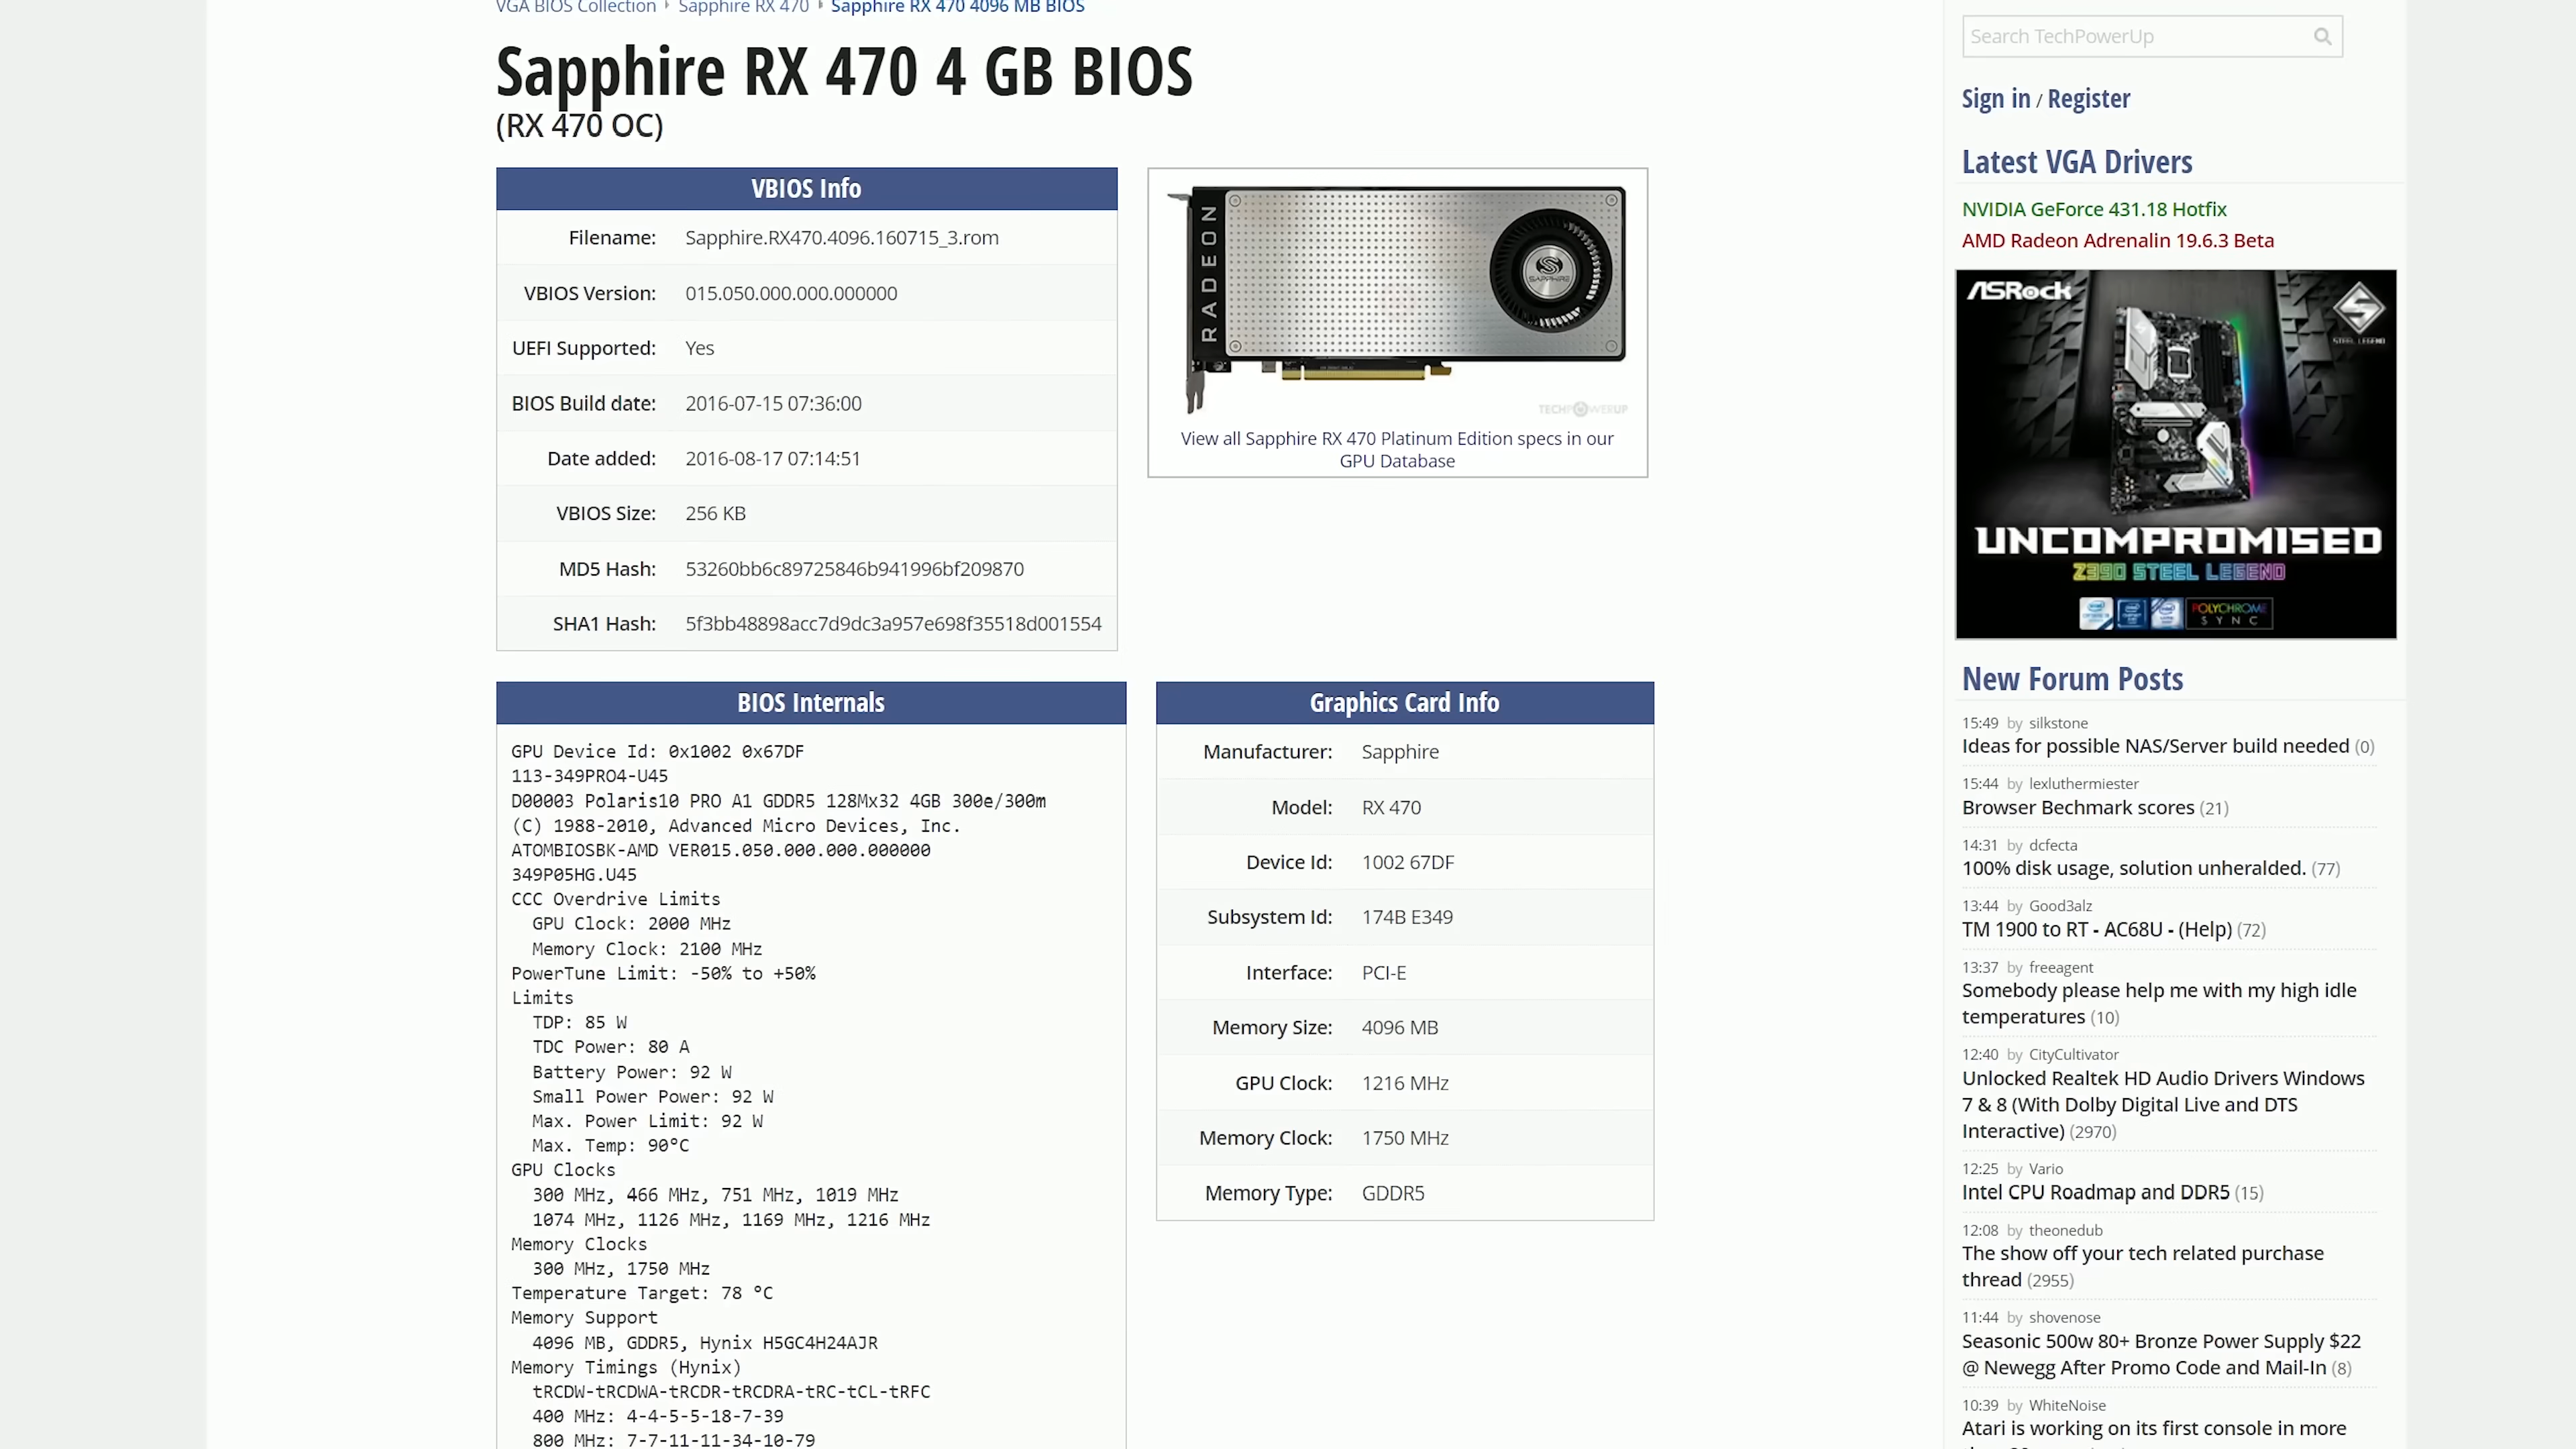 VGA BIOS Collection › Sapphire RX 470 › Sapphire RX 470 4096 MB BIOS
Sapphire RX 470 4 GB BIOS
(RX 470 OC)
VBIOS Info
Filename: Sapphire.RX470.4096.160715_3.rom
VBIOS Version: 015.050.000.000.000000
UEFI Supported: Yes
BIOS Build date: 2016-07-15 07:36:00
Date added: 2016-08-17 07:14:51
VBIOS Size: 256 KB
MD5 Hash: 53260bb6c89725846b941996bf209870
SHA1 Hash: 5f3bb48898acc7d9dc3a957e698f35518d001554
RADEON
SAPPHIRE
TECHPOWERUP
View all Sapphire RX 470 Platinum Edition specs in our
GPU Database
BIOS Internals
GPU Device Id: 0x1002 0x67DF
113-349PRO4-U45
D00003 Polaris10 PRO A1 GDDR5 128Mx32 4GB 300e/300m
(C) 1988-2010, Advanced Micro Devices, Inc.
ATOMBIOSBK-AMD VER015.050.000.000.000000
349P05HG.U45
CCC Overdrive Limits
GPU Clock: 2000 MHz
Memory Clock: 2100 MHz
PowerTune Limit: -50% to +50%
Limits
TDP: 85 W
TDC Power: 80 A
Battery Power: 92 W
Small Power Power: 92 W
Max. Power Limit: 92 W
Max. Temp: 90°C
GPU Clocks
300 MHz, 466 MHz, 751 MHz, 1019 MHz
1074 MHz, 1126 MHz, 1169 MHz, 1216 MHz
Memory Clocks
300 MHz, 1750 MHz
Temperature Target: 78 °C
Memory Support
4096 MB, GDDR5, Hynix H5GC4H24AJR
Memory Timings (Hynix)
tRCDW-tRCDWA-tRCDR-tRCDRA-tRC-tCL-tRFC
400 MHz: 4-4-5-5-18-7-39
800 MHz: 7-7-11-11-34-10-79
Graphics Card Info
Manufacturer: Sapphire
Model: RX 470
Device Id: 1002 67DF
Subsystem Id: 174B E349
Interface: PCI-E
Memory Size: 4096 MB
GPU Clock: 1216 MHz
Memory Clock: 1750 MHz
Memory Type: GDDR5
Search TechPowerUp
Sign in / Register
Latest VGA Drivers
NVIDIA GeForce 431.18 Hotfix
AMD Radeon Adrenalin 19.6.3 Beta
ASRock
STEEL LEGEND
UNCOMPROMISED
Z390 STEEL LEGEND
POLYCHROME
SYNC
New Forum Posts
15:49 by silkstone
Ideas for possible NAS/Server build needed (0)
15:44 by lexluthermiester
Browser Bechmark scores (21)
14:31 by dcfecta
100% disk usage, solution unheralded. (77)
13:44 by Good3alz
TM 1900 to RT - AC68U - (Help) (72)
13:37 by freeagent
Somebody please help me with my high idle
temperatures (10)
12:40 by CityCultivator
Unlocked Realtek HD Audio Drivers Windows
7 & 8 (With Dolby Digital Live and DTS
Interactive) (2970)
12:25 by Vario
Intel CPU Roadmap and DDR5 (15)
12:08 by theonedub
The show off your tech related purchase
thread (2955)
11:44 by shovenose
Seasonic 500w 80+ Bronze Power Supply $22
@ Newegg After Promo Code and Mail-In (8)
10:39 by WhiteNoise
Atari is working on its first console in more